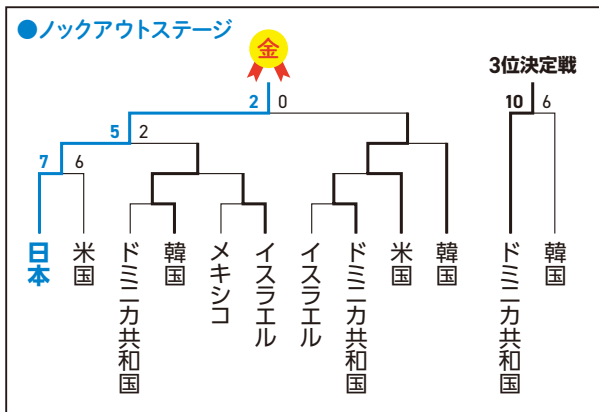 ●ノックアウトステージ
金
3位決定戦
2 0
10 6
5 2
7 6
日本
米国
ドミニカ共和国
韓国
メキシコ
イスラエル
イスラエル
ドミニカ共和国
米国
韓国
ドミニカ共和国
韓国